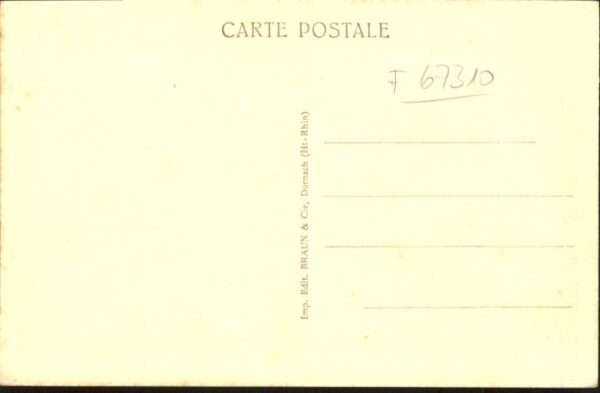 CARTE POSTALE
F 67310
Imp. Edit. BRAUN & Cie, Dornach (Ht-Rhin)